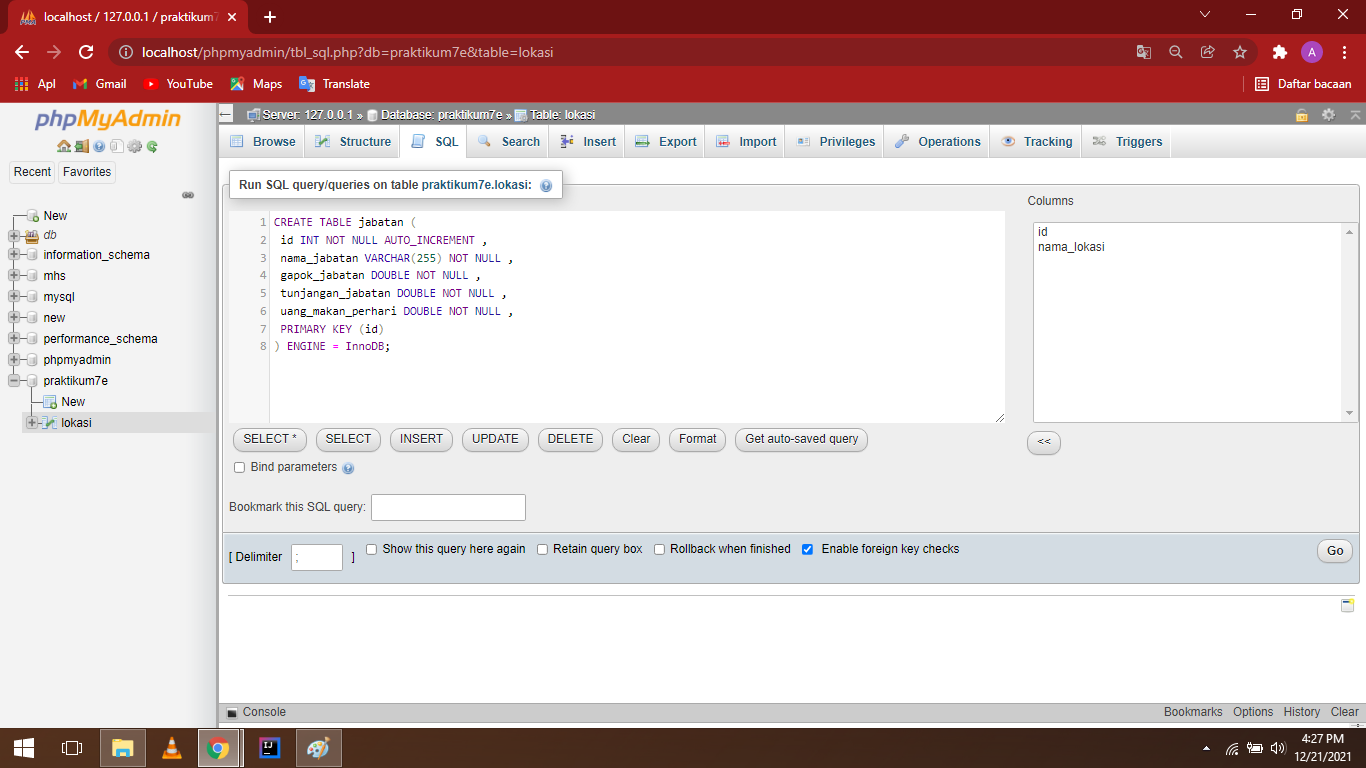 localhost / 127.0.0.1 / praktikum7
localhost/phpmyadmin/tbl_sql.php?db=praktikum7e&table=lokasi
A
Apl Gmail YouTube Maps Translate Daftar bacaan
phpMyAdmin
Recent Favorites
New
db
information_schema
mhs
mysql
new
performance_schema
phpmyadmin
praktikum7e
New
lokasi
Server: 127.0.0.1 » Database: praktikum7e » Table: lokasi
Browse Structure SQL Search Insert Export Import Privileges Operations Tracking Triggers
Run SQL query/queries on table praktikum7e.lokasi:
1 CREATE TABLE jabatan (
2 id INT NOT NULL AUTO_INCREMENT ,
3 nama_jabatan VARCHAR(255) NOT NULL ,
4 gapok_jabatan DOUBLE NOT NULL ,
5 tunjangan_jabatan DOUBLE NOT NULL ,
6 uang_makan_perhari DOUBLE NOT NULL ,
7 PRIMARY KEY (id)
8 ) ENGINE = InnoDB;
Columns
id
nama_lokasi
SELECT * SELECT INSERT UPDATE DELETE Clear Format Get auto-saved query
<<
Bind parameters
Bookmark this SQL query:
[ Delimiter ; ] Show this query here again Retain query box Rollback when finished Enable foreign key checks
Go
Console Bookmarks Options History Clear
4:27 PM
12/21/2021